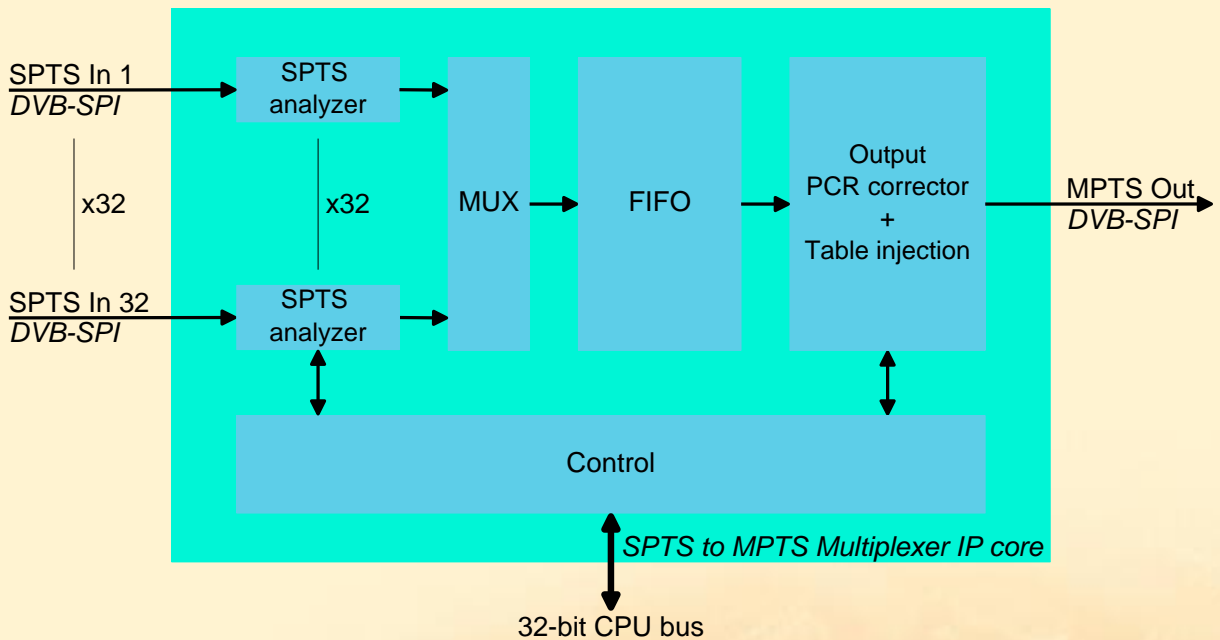 SPTS In 1
DVB-SPI
x32
SPTS In 32
DVB-SPI
SPTS
analyzer
x32
SPTS
analyzer
MUX
FIFO
Output
PCR corrector
+
Table injection
MPTS Out
DVB-SPI
Control
SPTS to MPTS Multiplexer IP core
32-bit CPU bus